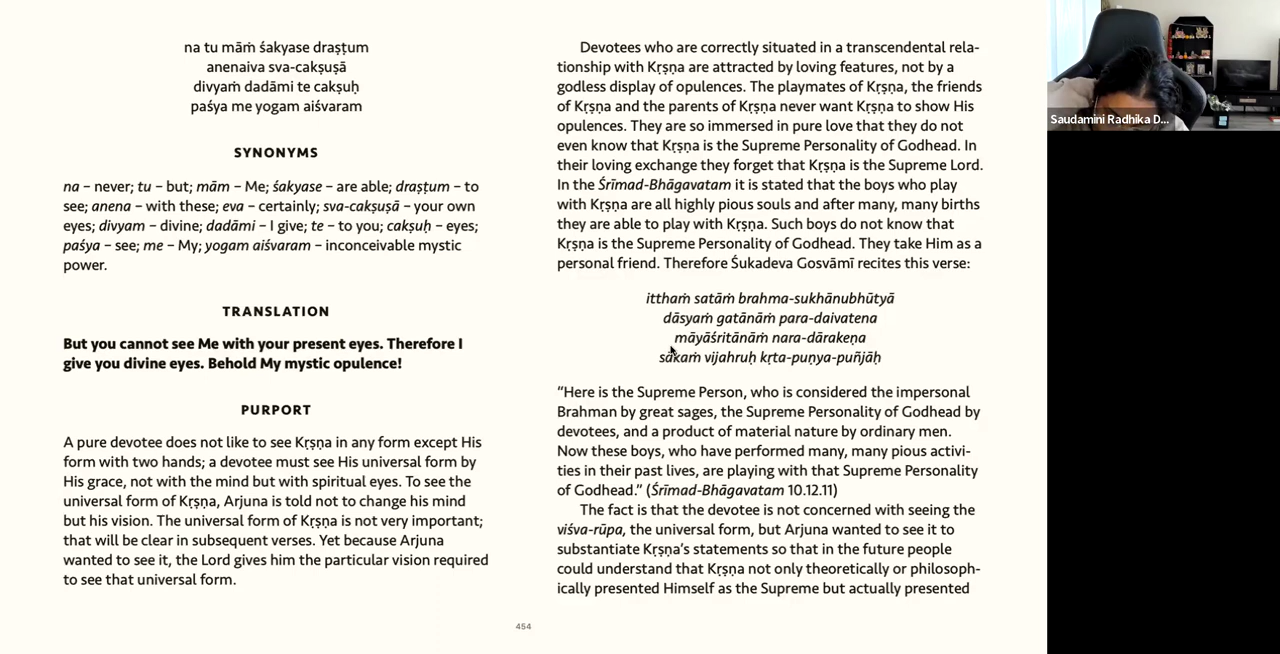 na tu māṁ śakyase draṣṭum
anenaiva sva-cakṣuṣā
divyaṁ dadāmi te cakṣuḥ
paśya me yogam aiśvaram
SYNONYMS
na – never; tu – but; mām – Me; śakyase – are able; draṣṭum – to
see; anena – with these; eva – certainly; sva-cakṣuṣā – your own
eyes; divyam – divine; dadāmi – I give; te – to you; cakṣuḥ – eyes;
paśya – see; me – My; yogam aiśvaram – inconceivable mystic
power.
TRANSLATION
But you cannot see Me with your present eyes. Therefore I
give you divine eyes. Behold My mystic opulence!
PURPORT
A pure devotee does not like to see Kṛṣṇa in any form except His
form with two hands; a devotee must see His universal form by
His grace, not with the mind but with spiritual eyes. To see the
universal form of Kṛṣṇa, Arjuna is told not to change his mind
but his vision. The universal form of Kṛṣṇa is not very important;
that will be clear in subsequent verses. Yet because Arjuna
wanted to see it, the Lord gives him the particular vision required
to see that universal form.
Devotees who are correctly situated in a transcendental rela-
tionship with Kṛṣṇa are attracted by loving features, not by a
godless display of opulences. The playmates of Kṛṣṇa, the friends
of Kṛṣṇa and the parents of Kṛṣṇa never want Kṛṣṇa to show His
opulences. They are so immersed in pure love that they do not
even know that Kṛṣṇa is the Supreme Personality of Godhead. In
their loving exchange they forget that Kṛṣṇa is the Supreme Lord.
In the Śrīmad-Bhāgavatam it is stated that the boys who play
with Kṛṣṇa are all highly pious souls and after many, many births
they are able to play with Kṛṣṇa. Such boys do not know that
Kṛṣṇa is the Supreme Personality of Godhead. They take Him as a
personal friend. Therefore Śukadeva Gosvāmī recites this verse:
itthaṁ satāṁ brahma-sukhānubhūtyā
dāsyaṁ gatānāṁ para-daivatena
māyāśritānāṁ nara-dārakeṇa
sākaṁ vijahruḥ kṛta-puṇya-puñjāḥ
“Here is the Supreme Person, who is considered the impersonal
Brahman by great sages, the Supreme Personality of Godhead by
devotees, and a product of material nature by ordinary men.
Now these boys, who have performed many, many pious activi-
ties in their past lives, are playing with that Supreme Personality
of Godhead.” (Śrīmad-Bhāgavatam 10.12.11)
The fact is that the devotee is not concerned with seeing the
viśva-rūpa, the universal form, but Arjuna wanted to see it to
substantiate Kṛṣṇa’s statements so that in the future people
could understand that Kṛṣṇa not only theoretically or philosoph-
ically presented Himself as the Supreme but actually presented
454
Saudamini Radhika D...